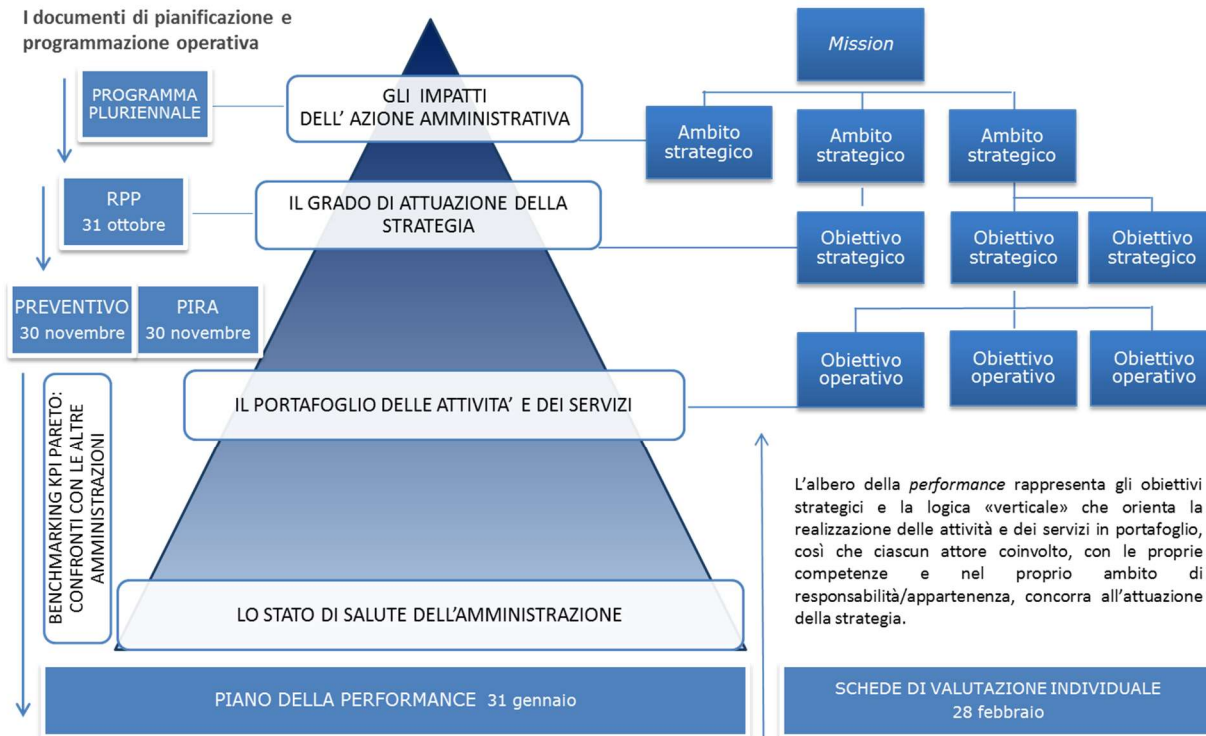 I documenti di pianificazione e
programmazione operativa
PROGRAMMA
PLURIENNALE
RPP
31 ottobre
PREVENTIVO
30 novembre
PIRA
30 novembre
BENCHMARKING KPI PARETO:
CONFRONTI CON LE ALTRE
AMMINISTRAZIONI
GLI IMPATTI
DELL’ AZIONE AMMINISTRATIVA
IL GRADO DI ATTUAZIONE DELLA
STRATEGIA
IL PORTAFOGLIO DELLE ATTIVITA’ E DEI SERVIZI
LO STATO DI SALUTE DELL’AMMINISTRAZIONE
PIANO DELLA PERFORMANCE 31 gennaio
Mission
Ambito
strategico
Ambito
strategico
Ambito
strategico
Obiettivo
strategico
Obiettivo
strategico
Obiettivo
strategico
Obiettivo
operativo
Obiettivo
operativo
Obiettivo
operativo
L’albero della performance rappresenta gli obiettivi
strategici e la logica «verticale» che orienta la
realizzazione delle attività e dei servizi in portafoglio,
così che ciascun attore coinvolto, con le proprie
competenze e nel proprio ambito di
responsabilità/appartenenza, concorra all’attuazione
della strategia.
SCHEDE DI VALUTAZIONE INDIVIDUALE
28 febbraio